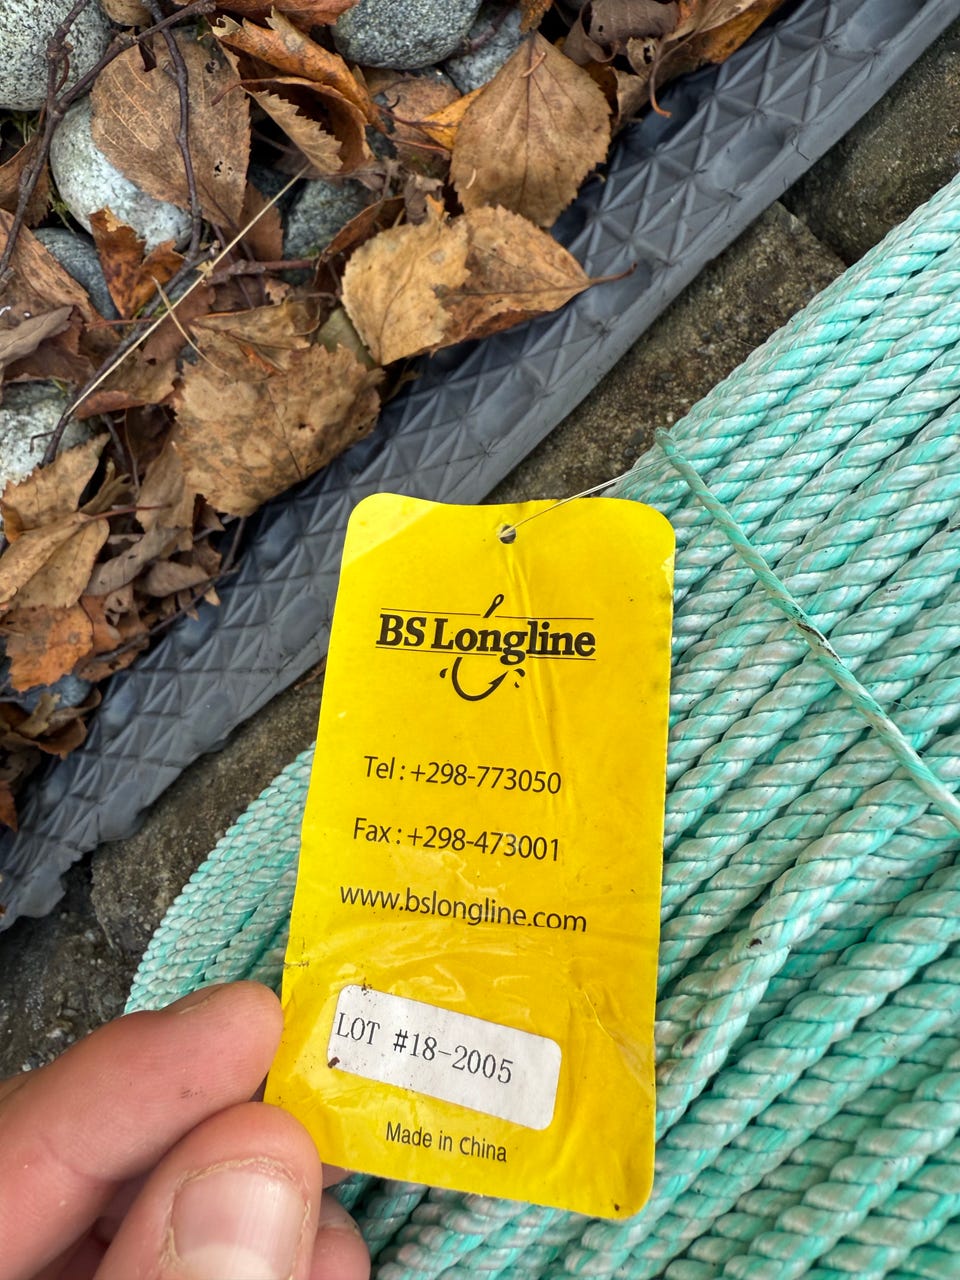 BS Longline
Tel : +298-773050
Fax : +298-473001
www.bslongline.com
LOT #18-2005
Made in China